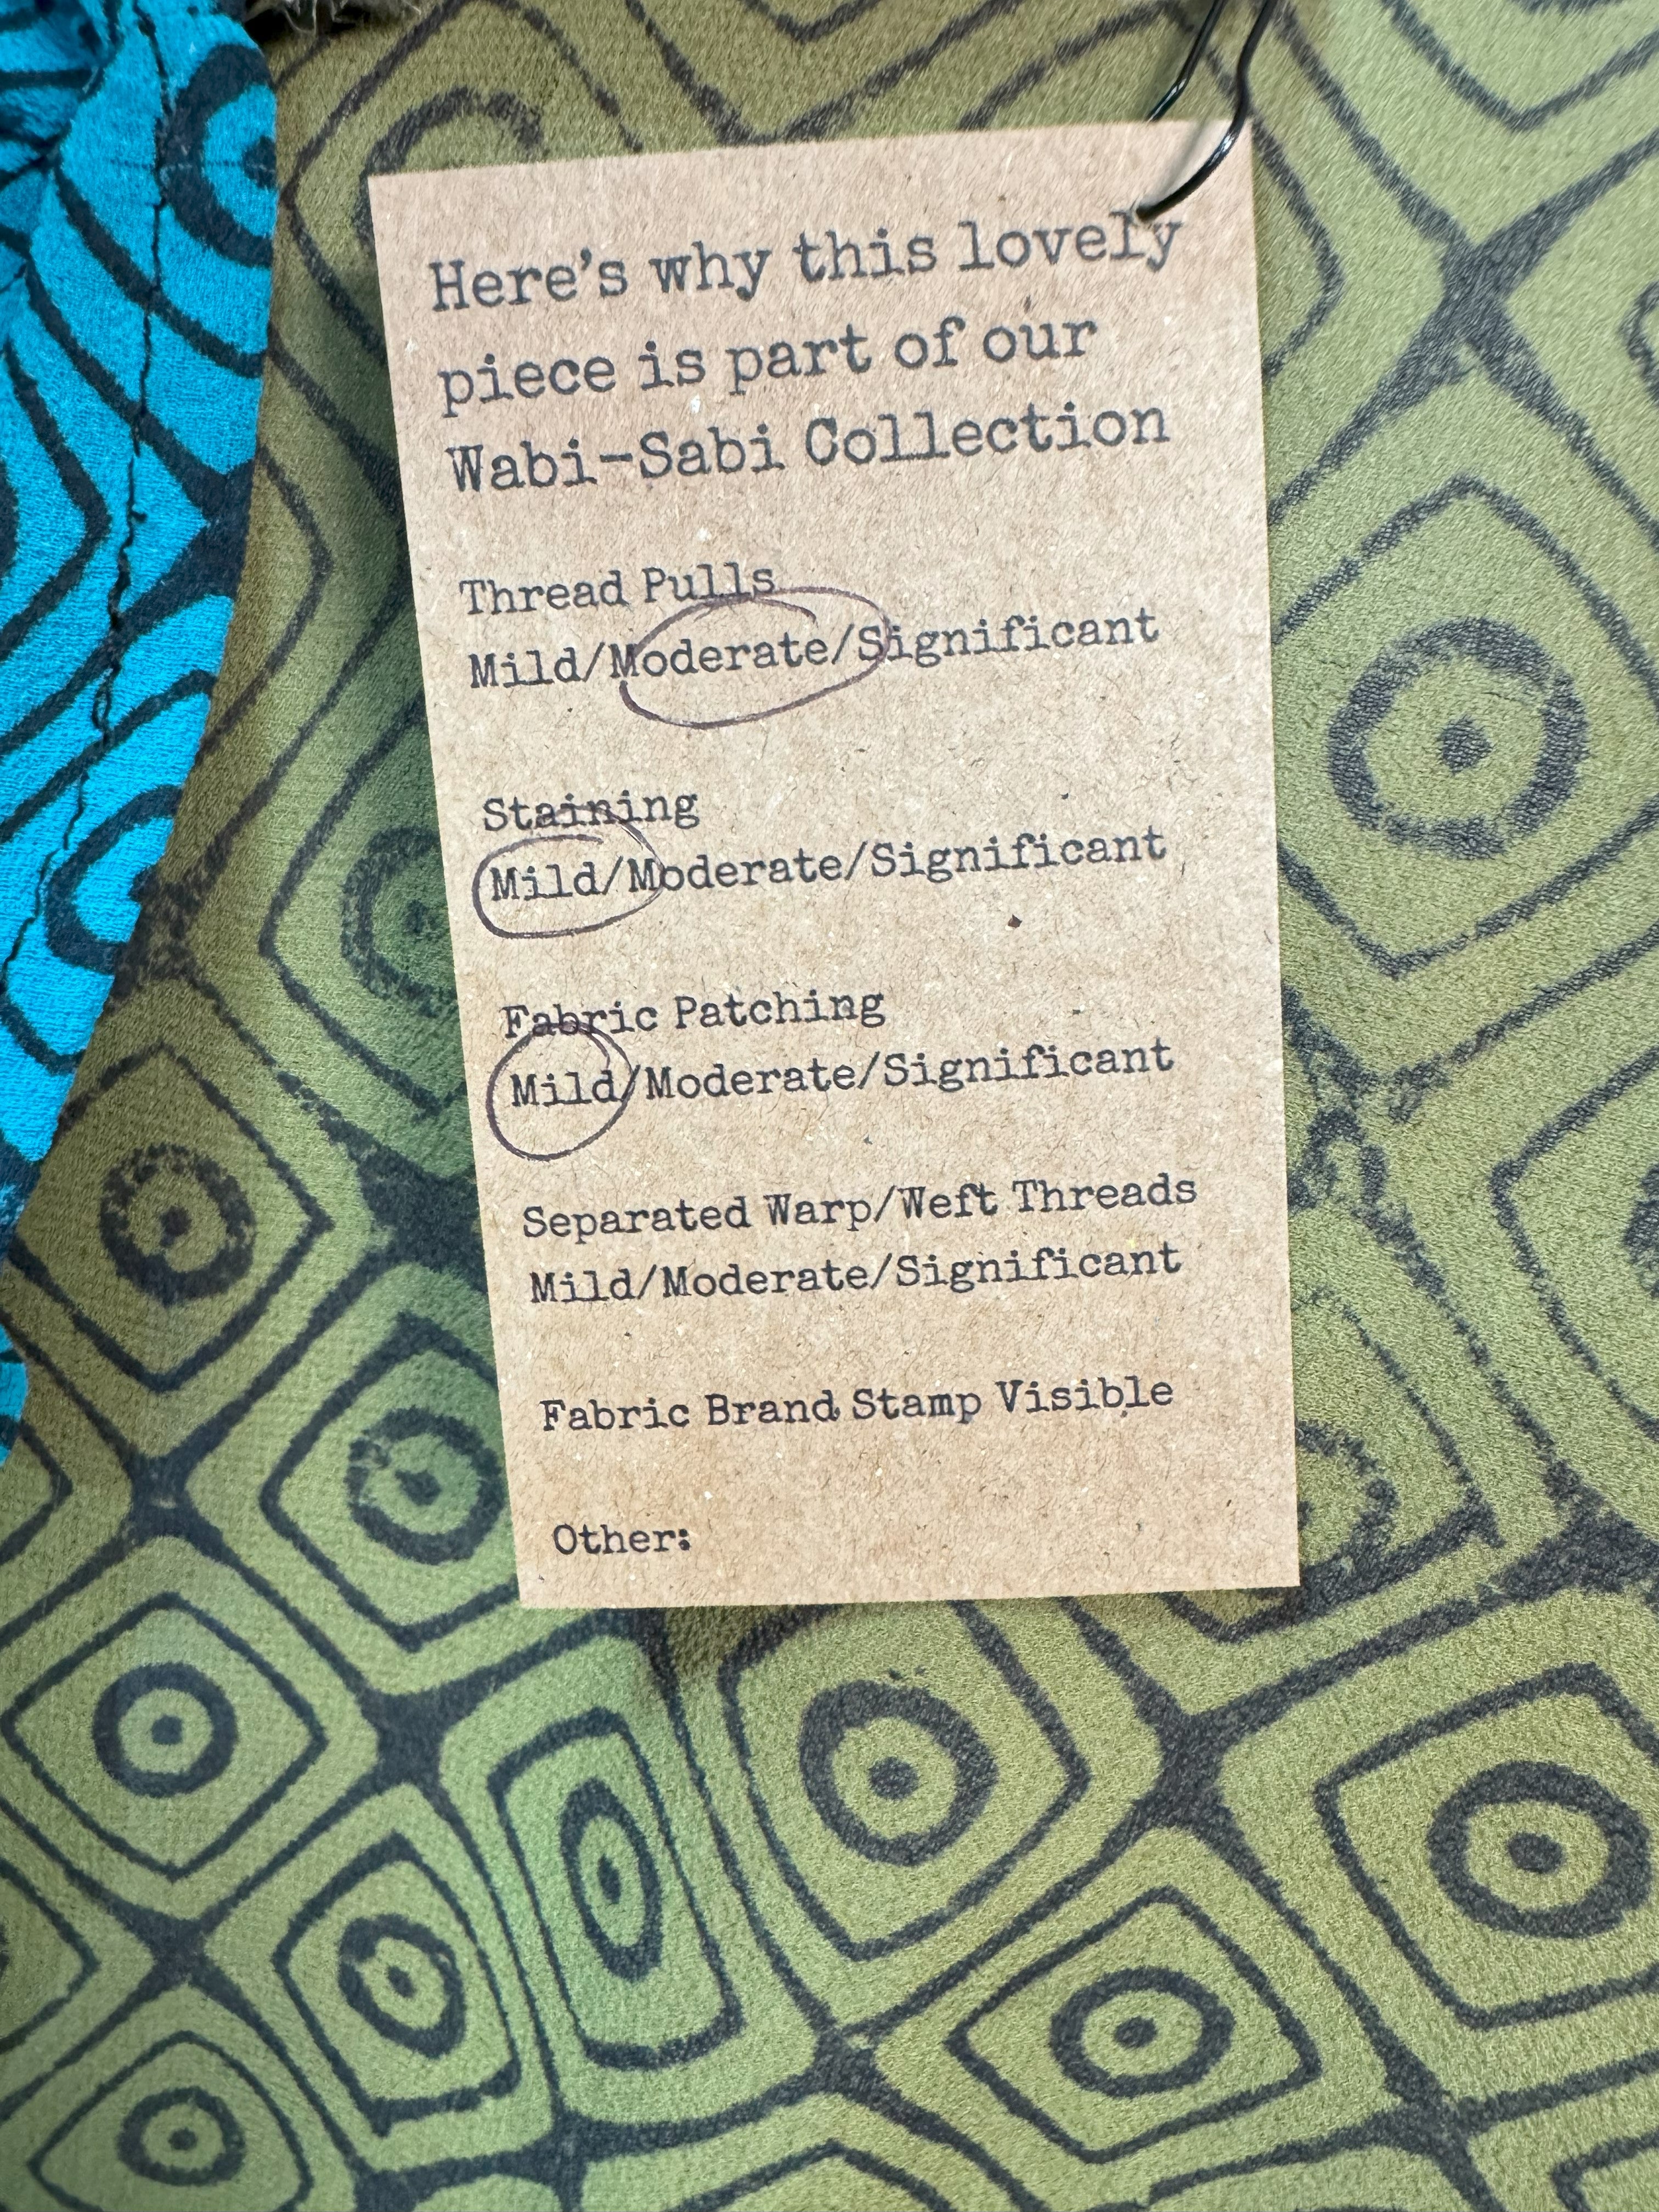 Here's why this lovely
piece is part of our
Wabi-Sabi Collection
Thread Pulls
Mild/Moderate/Significant
Staining
Mild/Moderate/Significant
Fabric Patching
Mild/Moderate/Significant
Separated Warp/Weft Threads
Mild/Moderate/Significant
Fabric Brand Stamp Visible
Other: